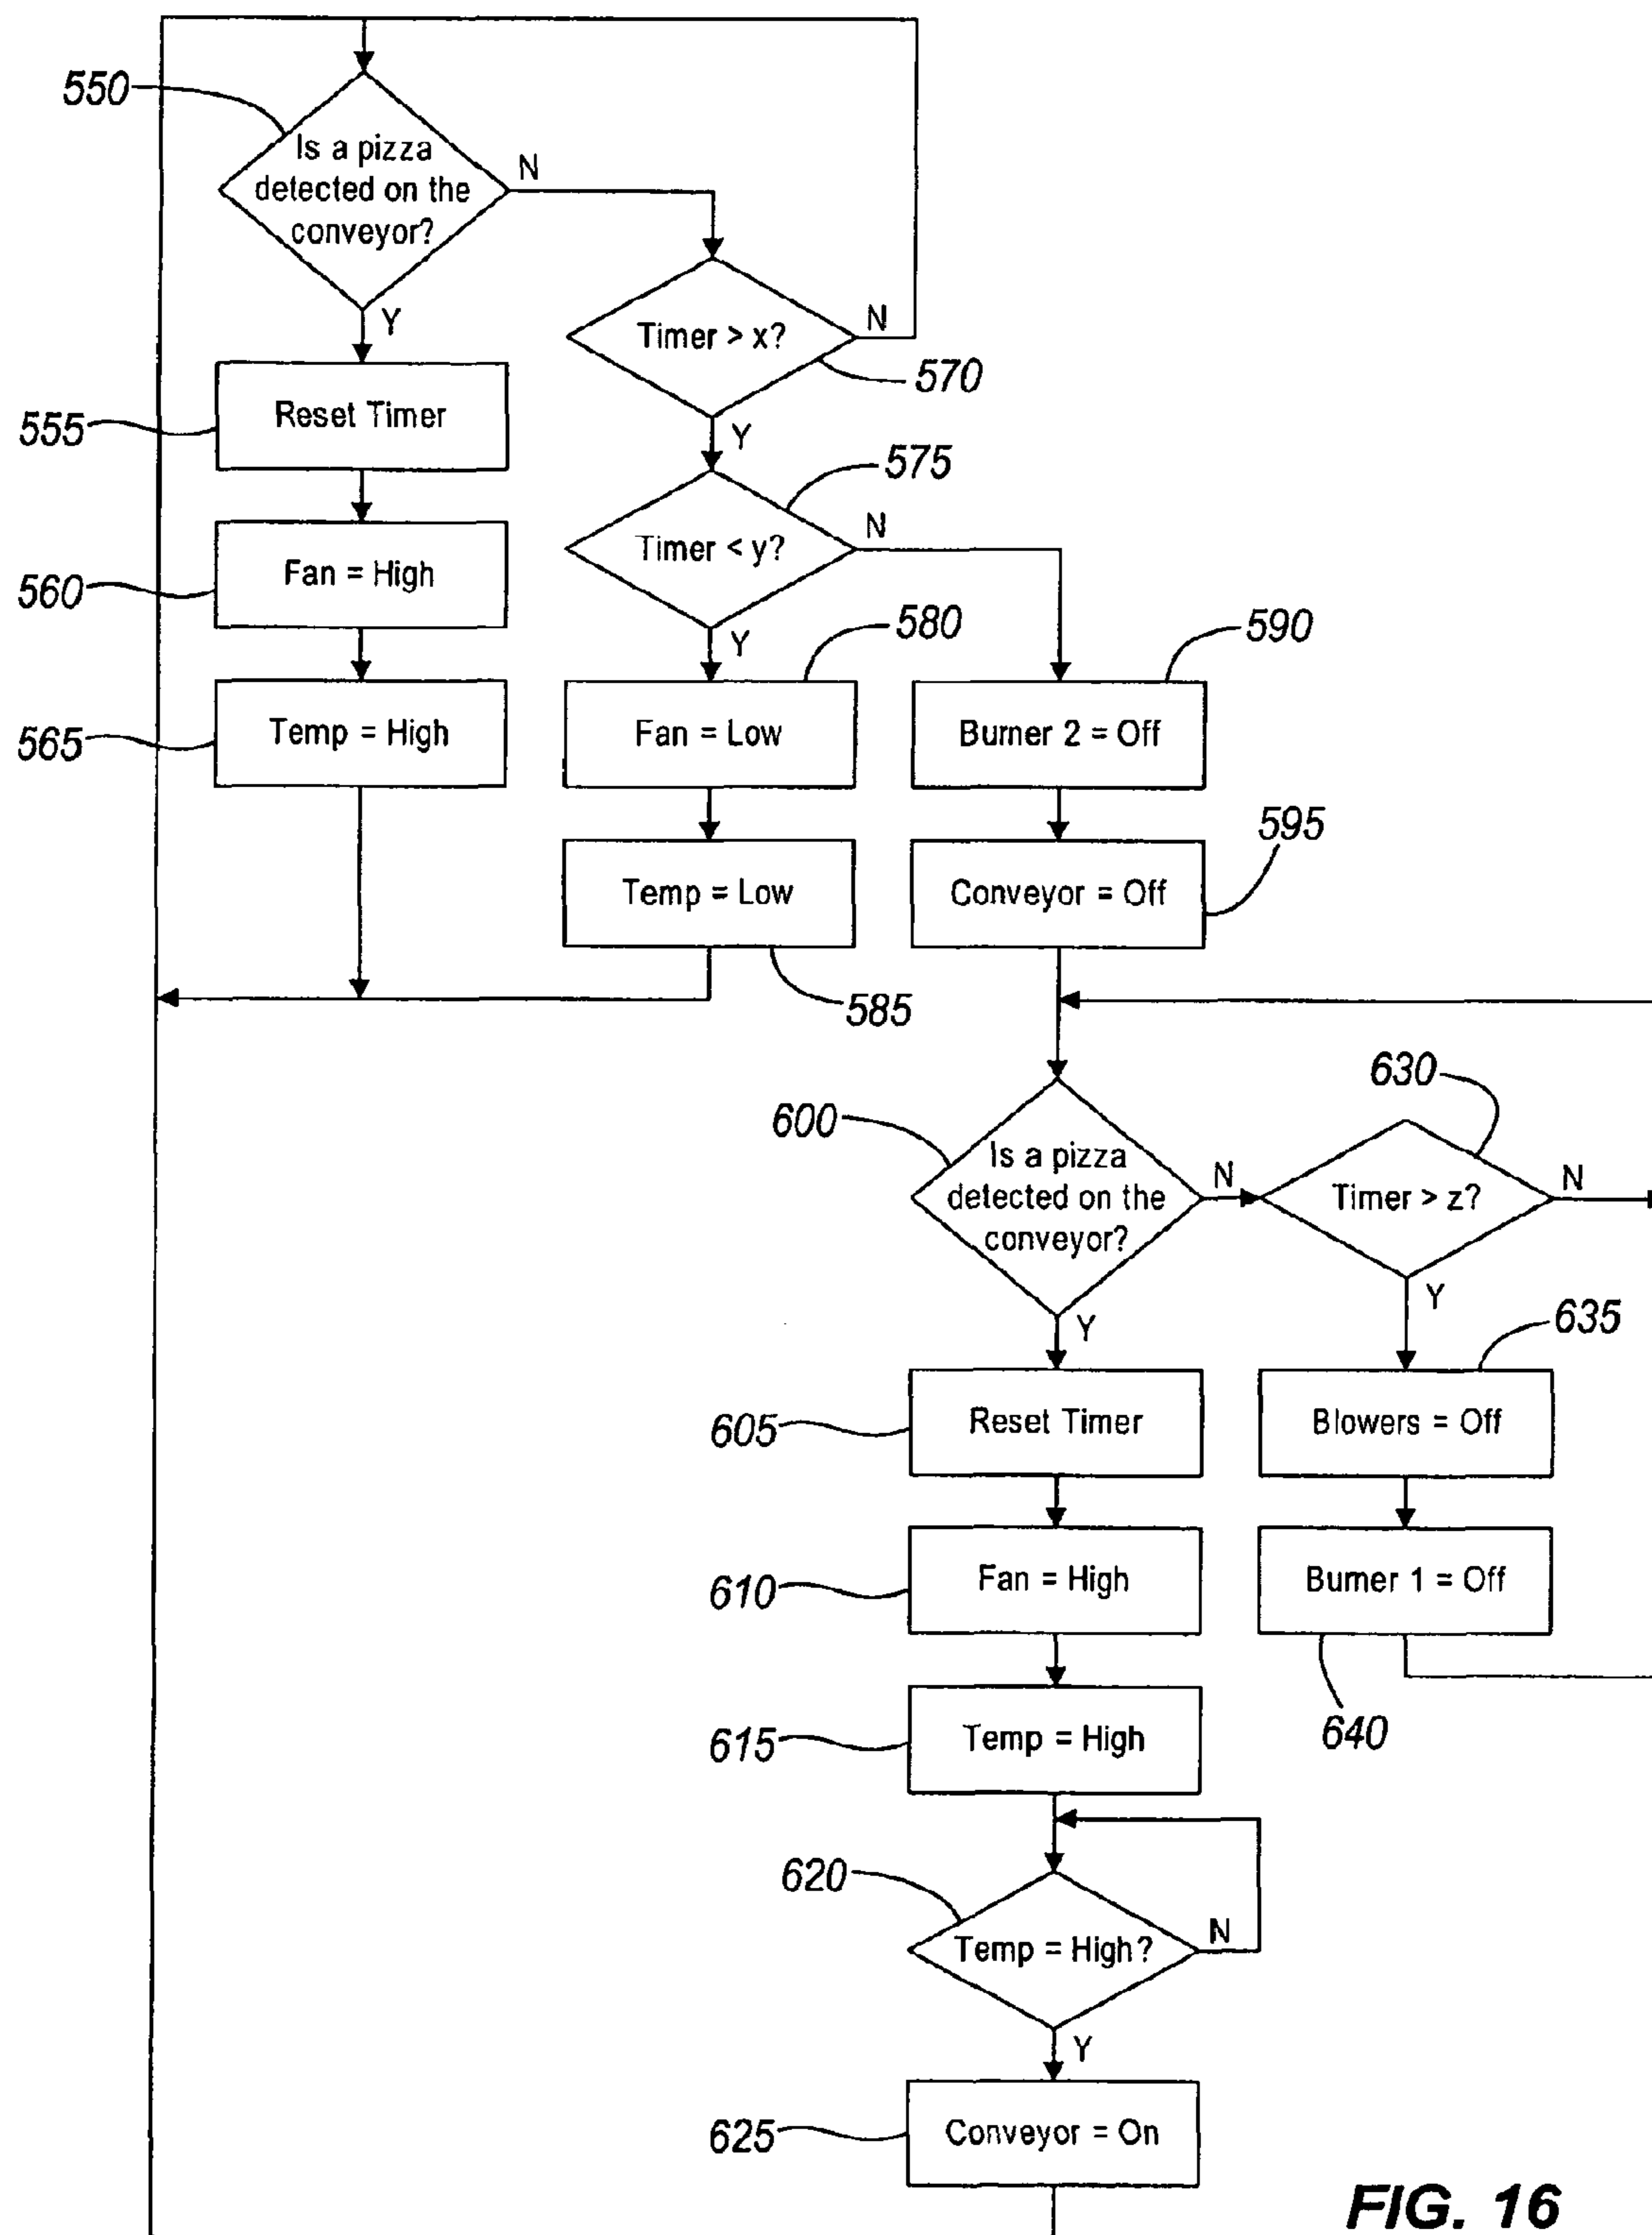 550
Is a pizza
detected on the
conveyor?
N
Y
Timer > x?
N
570
Y
555
Reset Timer
575
Timer < y?
N
Y
560
Fan = High
580
590
565
Temp = High
Fan = Low
Burner 2 = Off
595
Temp = Low
Conveyor = Off
585
630
600
Is a pizza
detected on the
conveyor?
N
Y
Timer > z?
N
Y
635
605
Reset Timer
Blowers = Off
610
Fan = High
Burner 1 = Off
640
615
Temp = High
620
Temp = High?
N
Y
625
Conveyor = On
FIG. 16